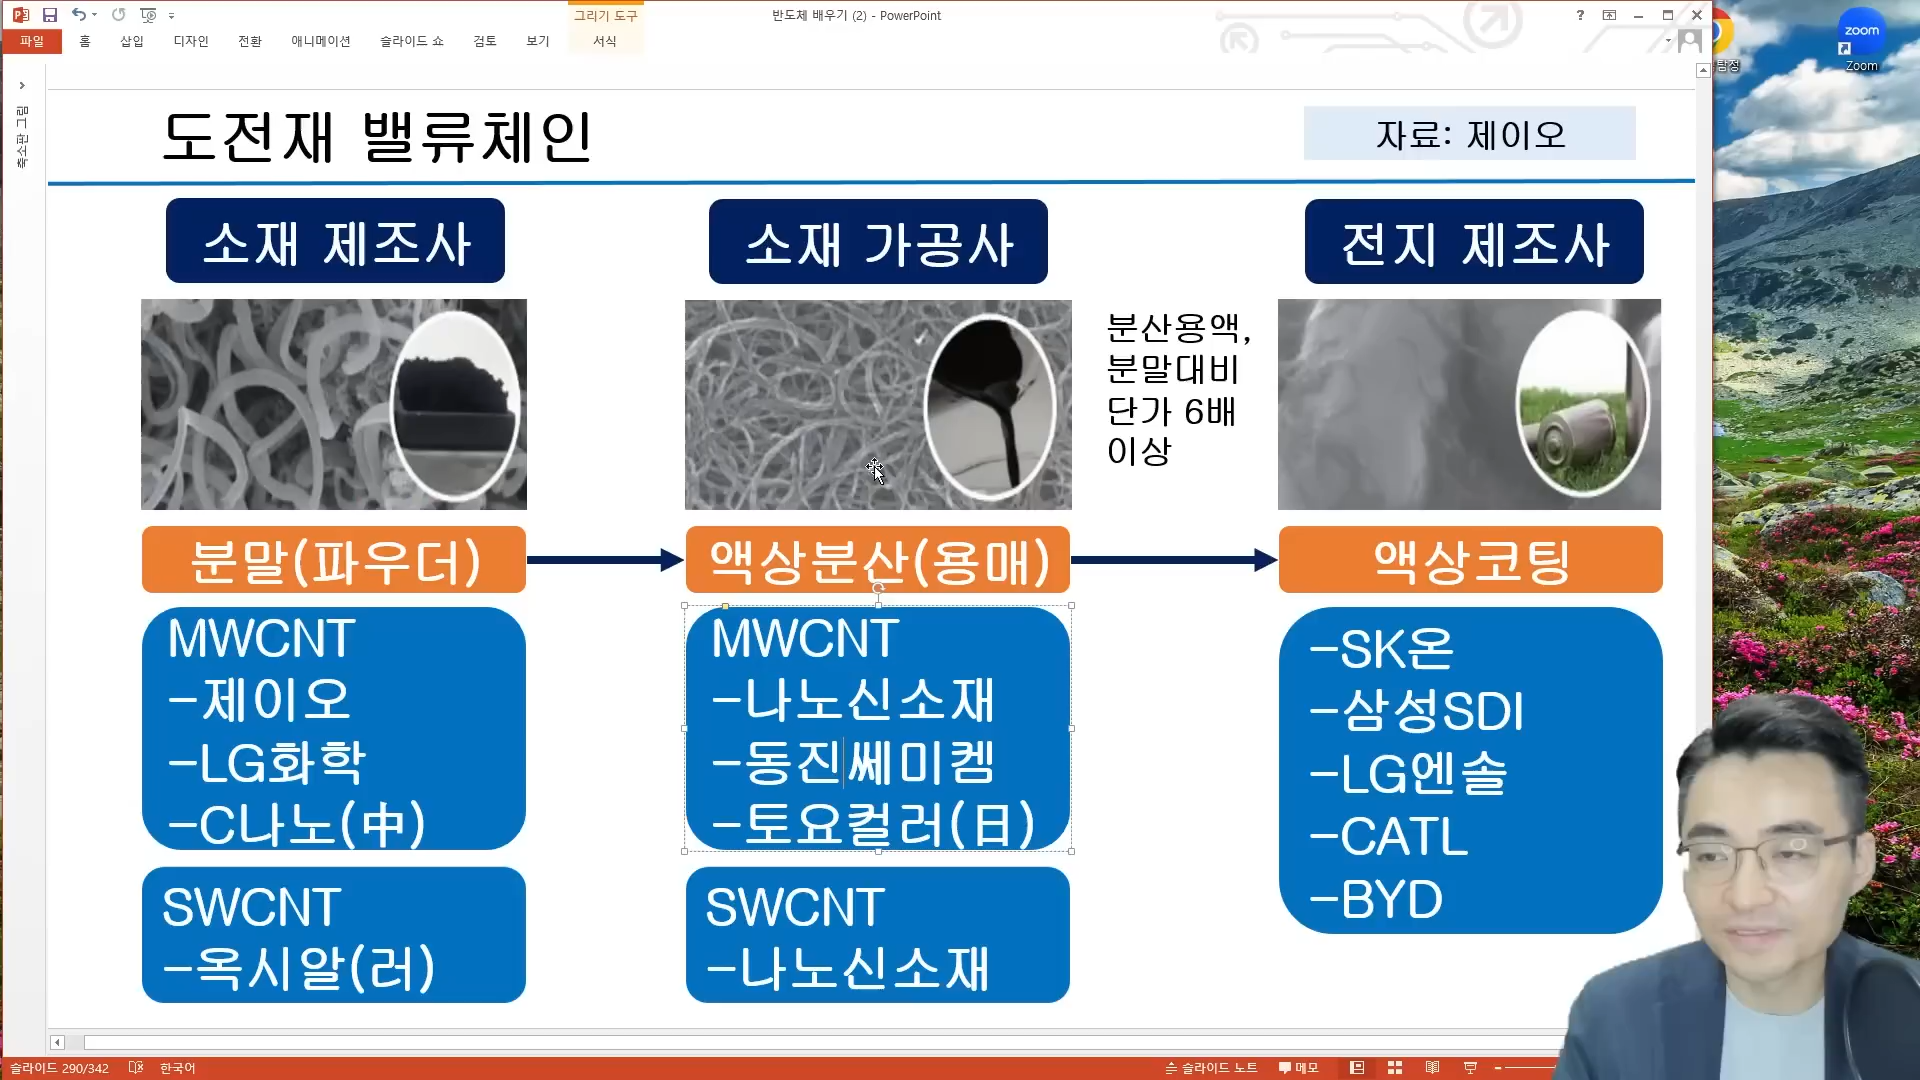 그리기 도구
반도체 배우기 (2) - PowerPoint
?
파일 홈 삽입 디자인 전환 애니메이션 슬라이드 쇼 검토 보기 서식
zoom
Zoom
탐정
축소판 그림
도전재 밸류체인
자료: 제이오
소재 제조사
소재 가공사
전지 제조사
분산용액,
분말대비
단가 6배
이상
분말(파우더)
액상분산(용매)
액상코팅
MWCNT
-제이오
-LG화학
-C나노(中)
MWCNT
-나노신소재
-동진쎄미켐
-토요컬러(日)
-SK온
-삼성SDI
-LG엔솔
-CATL
-BYD
SWCNT
-옥시알(러)
SWCNT
-나노신소재
슬라이드 290/342 한국어
슬라이드 노트 메모